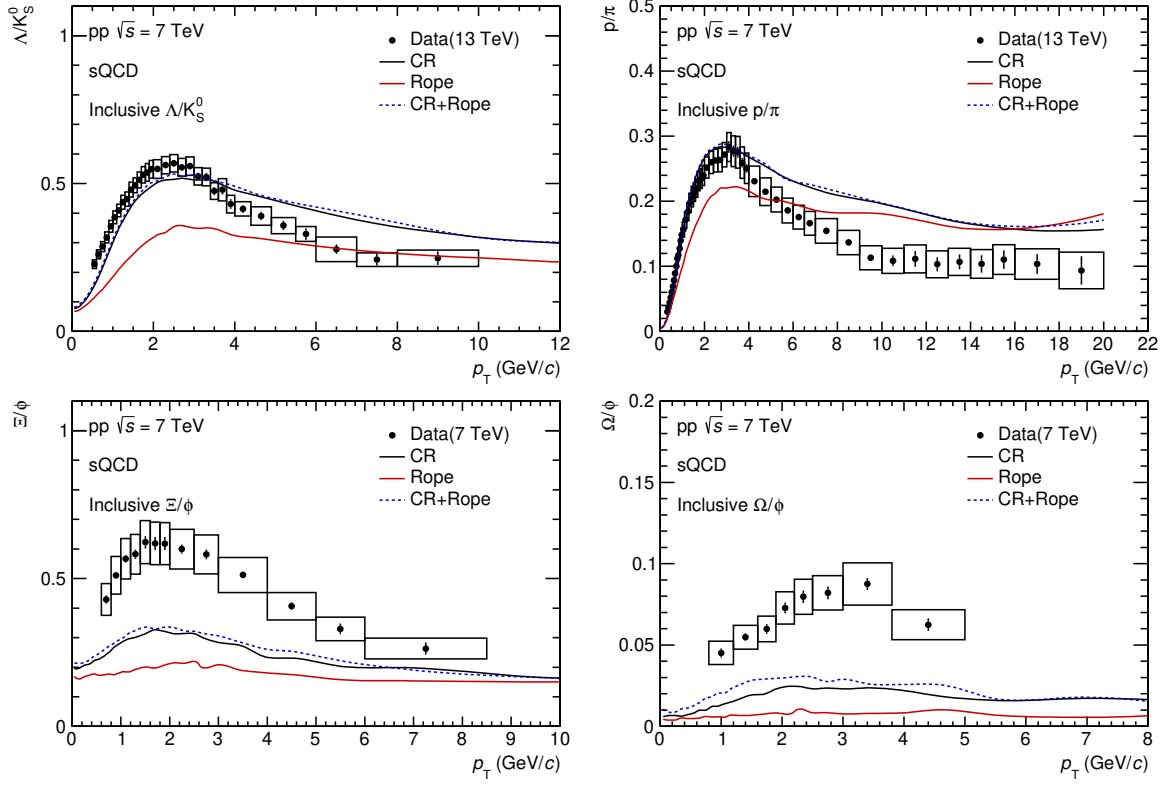 Λ/K⁰_S
1
0.5
0
pp √s = 7 TeV
sQCD
Inclusive Λ/K⁰_S
Data(13 TeV)
CR
Rope
CR+Rope
0 2 4 6 8 10 12
p_T (GeV/c)
p/π
0.5
0.4
0.3
0.2
0.1
0
pp √s = 7 TeV
sQCD
Inclusive p/π
Data(13 TeV)
CR
Rope
CR+Rope
0 2 4 6 8 10 12 14 16 18 20 22
p_T (GeV/c)
Ξ/ϕ
1
0.5
0
pp √s = 7 TeV
sQCD
Inclusive Ξ/ϕ
Data(7 TeV)
CR
Rope
CR+Rope
0 1 2 3 4 5 6 7 8 9 10
p_T (GeV/c)
Ω/ϕ
0.2
0.15
0.1
0.05
0
pp √s = 7 TeV
sQCD
Inclusive Ω/ϕ
Data(7 TeV)
CR
Rope
CR+Rope
0 1 2 3 4 5 6 7 8
p_T (GeV/c)